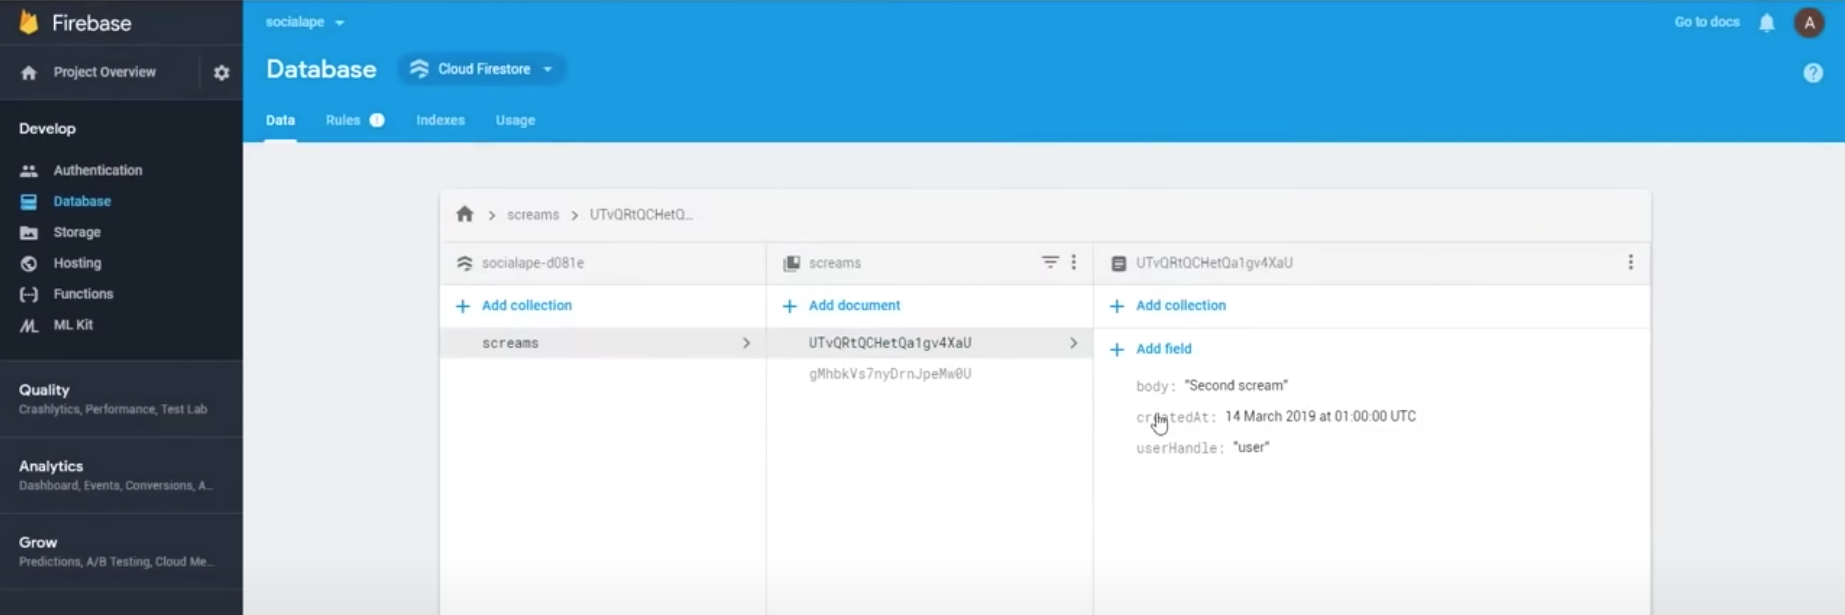 Firebase
Project Overview
Develop
Authentication
Database
Storage
Hosting
Functions
ML Kit
Quality
Crashlytics, Performance, Test Lab
Analytics
Dashboard, Events, Conversions, A...
Grow
Predictions, A/B Testing, Cloud Me...
socialape
Go to docs
A
Database
Cloud Firestore
?
Data Rules Indexes Usage
screams > UTvQRtQCHetQ...
socialape-d081e
Add collection
screams
screams
Add document
UTvQRtQCHetQa1gv4XaU
gMhbkVs7nyDrnJpeMw0U
UTvQRtQCHetQa1gv4XaU
Add collection
Add field
body: "Second scream"
createdAt: 14 March 2019 at 01:00:00 UTC
userHandle: "user"